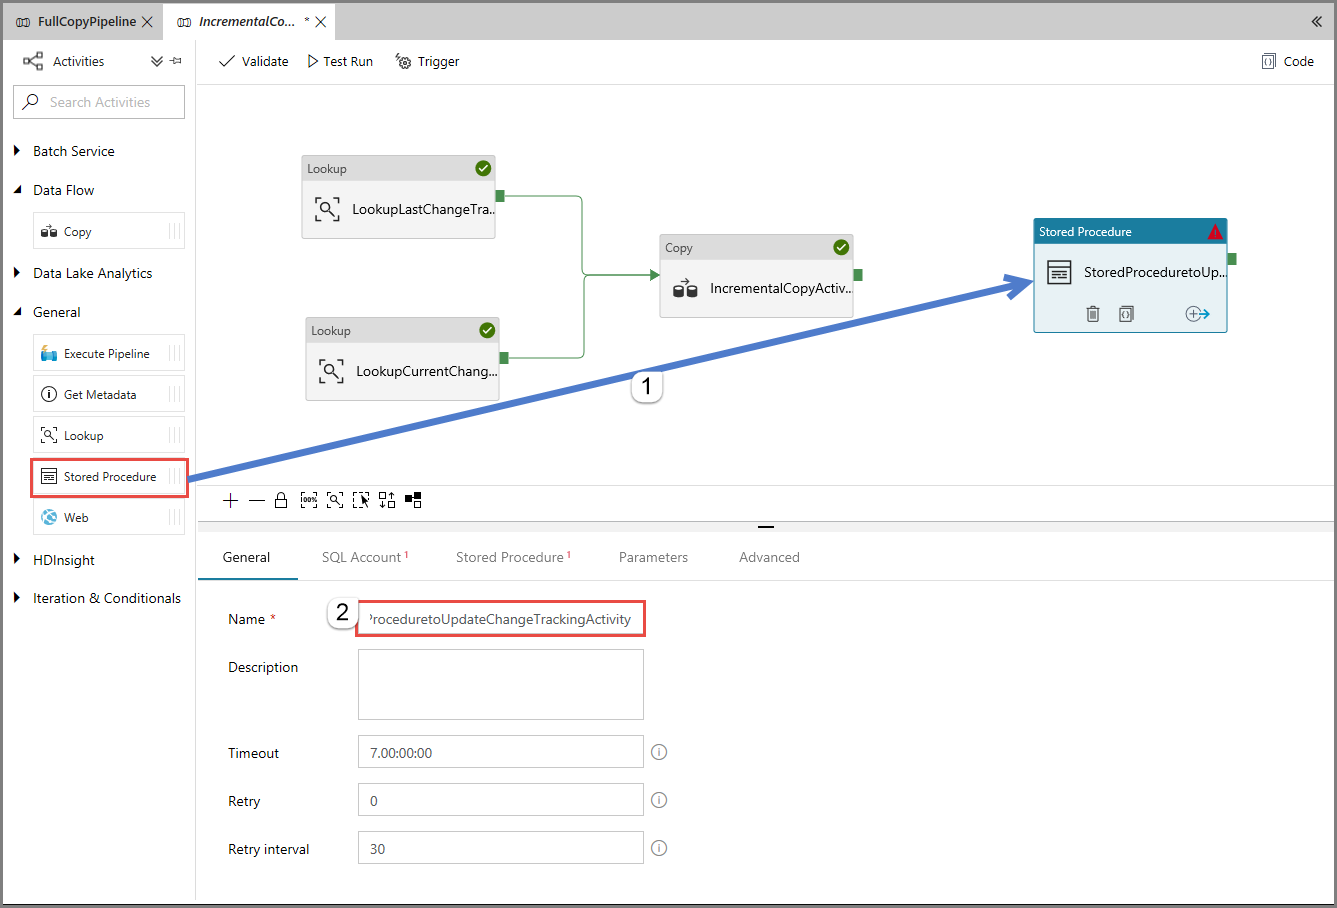 FullCopyPipeline
IncrementalCo... *
Activities
Validate
Test Run
Trigger
Code
Search Activities
Batch Service
Data Flow
Copy
Data Lake Analytics
General
Execute Pipeline
Get Metadata
Lookup
Stored Procedure
Web
HDInsight
Iteration & Conditionals
Lookup
LookupLastChangeTra..
Lookup
LookupCurrentChang...
Copy
IncrementalCopyActiv..
Stored Procedure
StoredProceduretoUp..
1
100%
General
SQL Account 1
Stored Procedure 1
Parameters
Advanced
Name *
2
ProceduretoUpdateChangeTrackingActivity
Description
Timeout
7.00:00:00
Retry
0
Retry interval
30